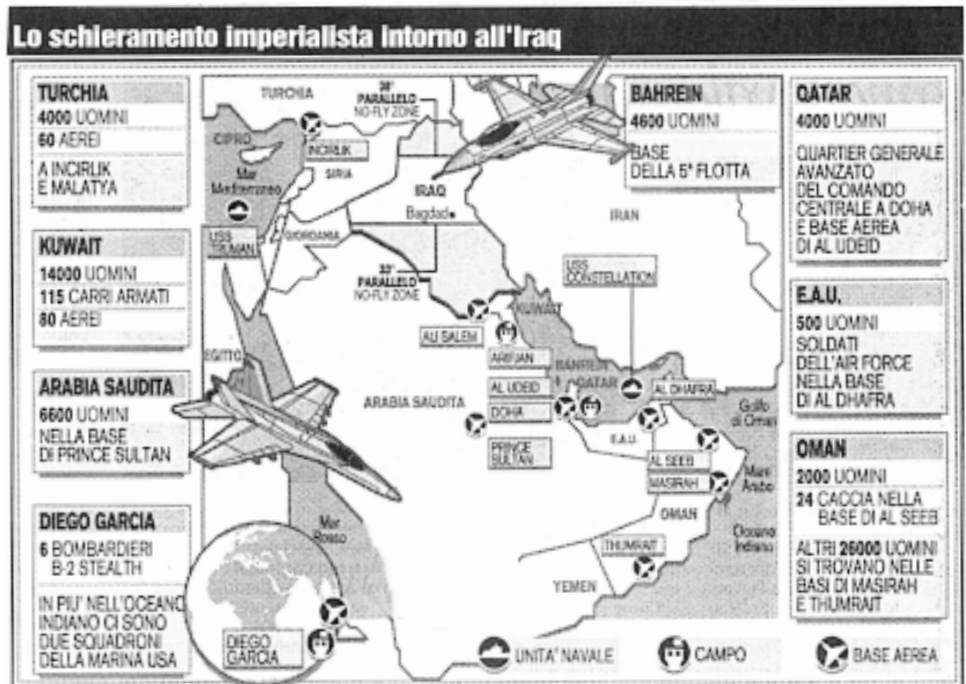 Lo schieramento imperialista intorno all'Iraq
TURCHIA
4000 UOMINI
60 AEREI
A INCIRLIK
E MALATYA
KUWAIT
14000 UOMINI
115 CARRI ARMATI
80 AEREI
ARABIA SAUDITA
6600 UOMINI
NELLA BASE
DI PRINCE SULTAN
DIEGO GARCIA
6 BOMBARDIERI
B-2 STEALTH
IN PIU' NELL'OCEANO
INDIANO CI SONO
DUE SQUADRONI
DELLA MARINA USA
TURCHIA
36°
PARALLELO
NO-FLY ZONE
CIPRO
INCIRLIK
Mar
Mediterraneo
SIRIA
IRAQ
Bagdad
IRAN
USS
TRUMAN
GIORDANIA
33°
PARALLELO
NO-FLY ZONE
USS
CONSTELLATION
KUWAIT
ALI SALEM
ARIFJAN
EGITTO
BAHREIN
QATAR
AL UDEID
AL DHAFRA
ARABIA SAUDITA
DOHA
Golfo
di Oman
E.A.U.
PRINCE
SULTAN
AL SEEB
MASIRAH
Mare
Arabo
OMAN
Mar
Rosso
Oceano
Indiano
THUMRAIT
YEMEN
DIEGO
GARCIA
UNITA' NAVALE
CAMPO
BASE AEREA
BAHREIN
4600 UOMINI
BASE
DELLA 5ª FLOTTA
QATAR
4000 UOMINI
QUARTIER GENERALE
AVANZATO
DEL COMANDO
CENTRALE A DOHA
E BASE AEREA
DI AL UDEID
E.A.U.
500 UOMINI
SOLDATI
DELL'AIR FORCE
NELLA BASE
DI AL DHAFRA
OMAN
2000 UOMINI
24 CACCIA NELLA
BASE DI AL SEEB
ALTRI 26000 UOMINI
SI TROVANO NELLE
BASI DI MASIRAH
E THUMRAIT